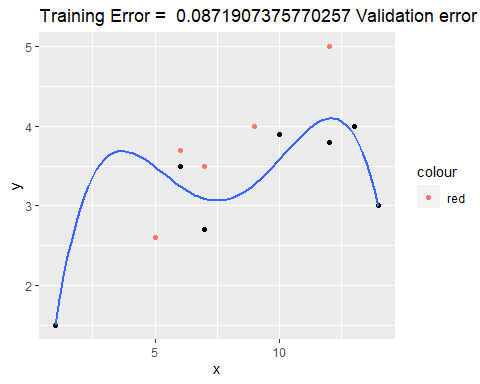 Training Error = 0.0871907375770257 Validation error
5
4
3
2
y
5
10
x
colour
red